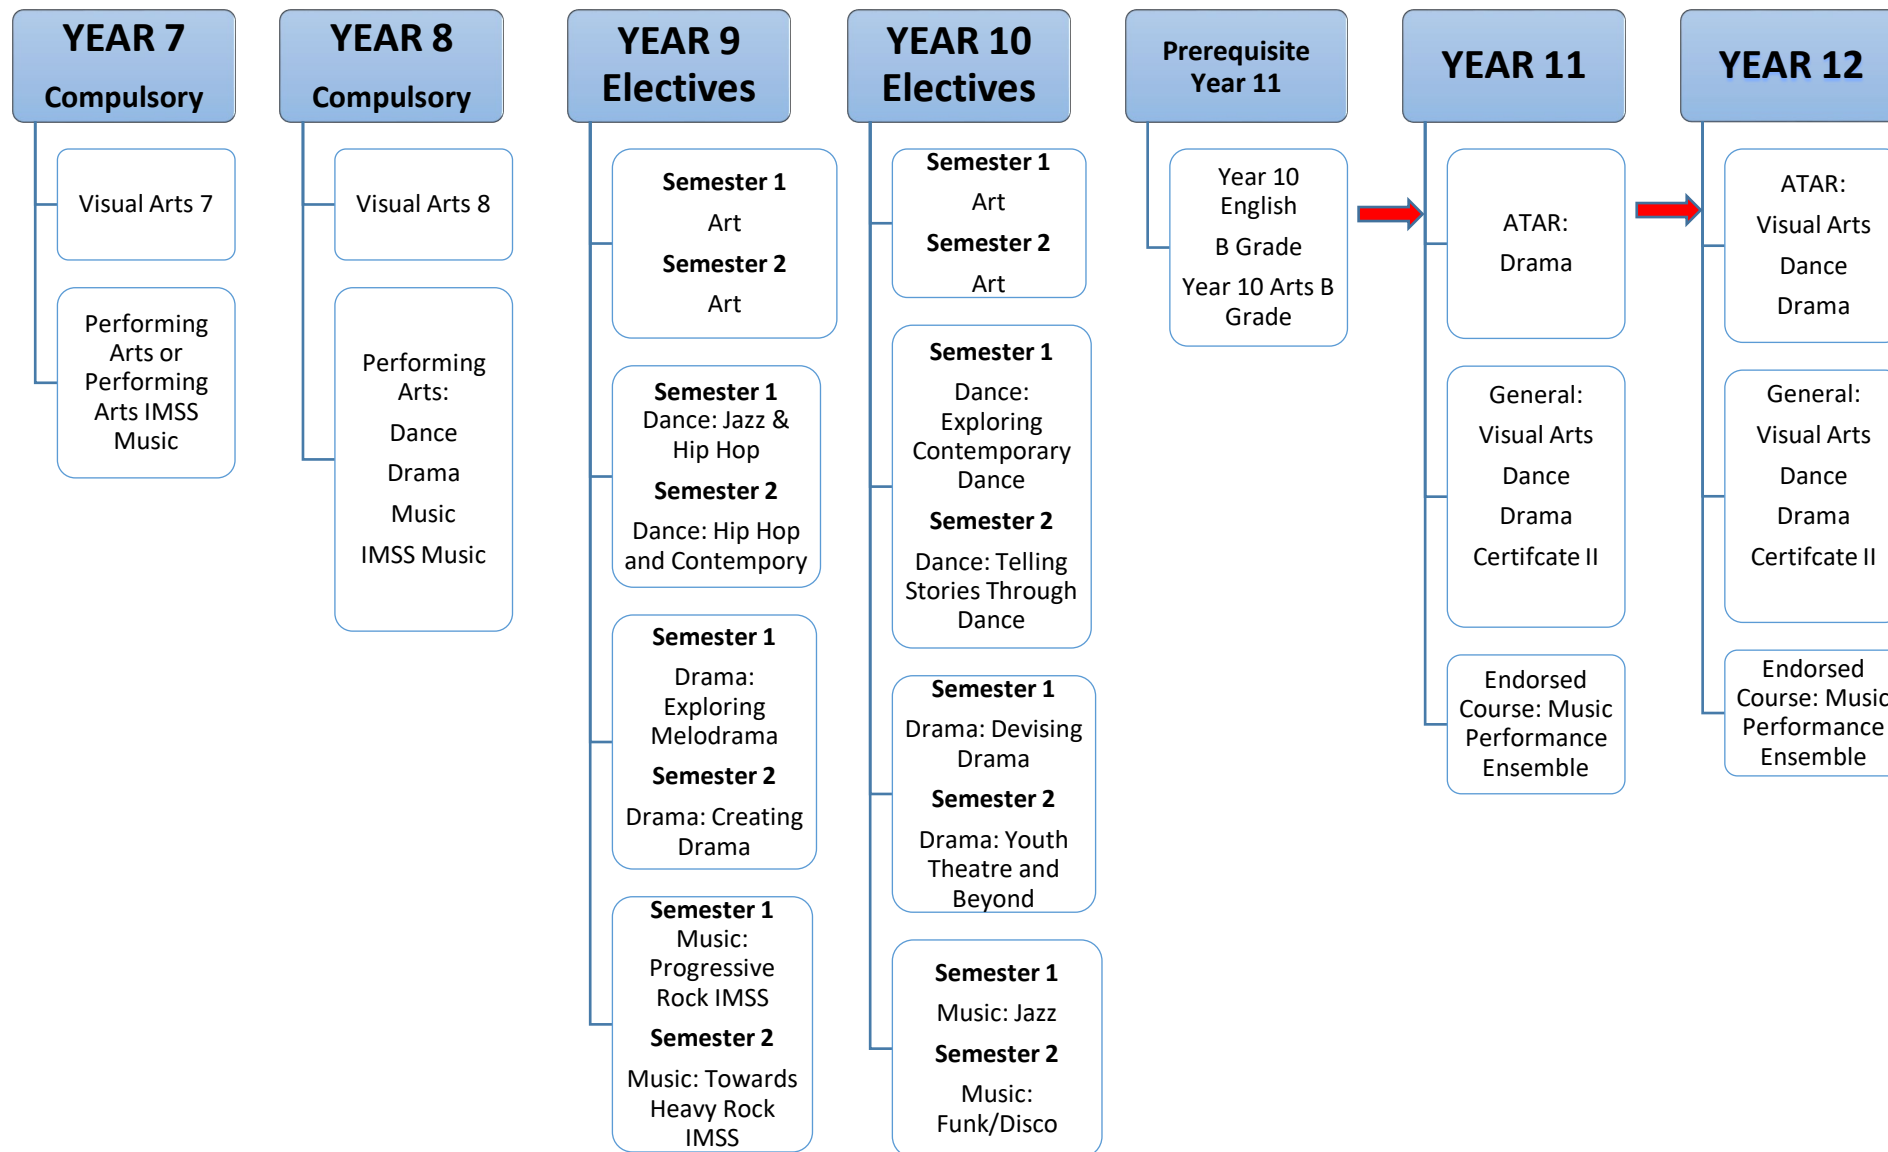 YEAR 7
Compulsory
Visual Arts 7
Performing
Arts or
Performing
Arts IMSS
Music
YEAR 8
Compulsory
Visual Arts 8
Performing
Arts:
Dance
Drama
Music
IMSS Music
YEAR 9
Electives
Semester 1
Art
Semester 2
Art
Semester 1
Dance: Jazz &
Hip Hop
Semester 2
Dance: Hip Hop
and Contempory
Semester 1
Drama:
Exploring
Melodrama
Semester 2
Drama: Creating
Drama
Semester 1
Music:
Progressive
Rock IMSS
Semester 2
Music: Towards
Heavy Rock
IMSS
YEAR 10
Electives
Semester 1
Art
Semester 2
Art
Semester 1
Dance:
Exploring
Contemporary
Dance
Semester 2
Dance: Telling
Stories Through
Dance
Semester 1
Drama: Devising
Drama
Semester 2
Drama: Youth
Theatre and
Beyond
Semester 1
Music: Jazz
Semester 2
Music:
Funk/Disco
Prerequisite
Year 11
Year 10
English
B Grade
Year 10 Arts B
Grade
YEAR 11
ATAR:
Drama
General:
Visual Arts
Dance
Drama
Certifcate II
Endorsed
Course: Music
Performance
Ensemble
YEAR 12
ATAR:
Visual Arts
Dance
Drama
General:
Visual Arts
Dance
Drama
Certifcate II
Endorsed
Course: Music
Performance
Ensemble